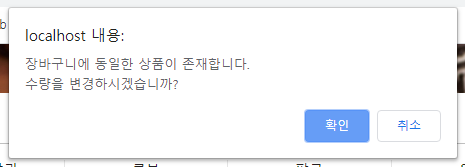 localhost 내용:
장바구니에 동일한 상품이 존재합니다.
수량을 변경하시겠습니까?
확인
취소